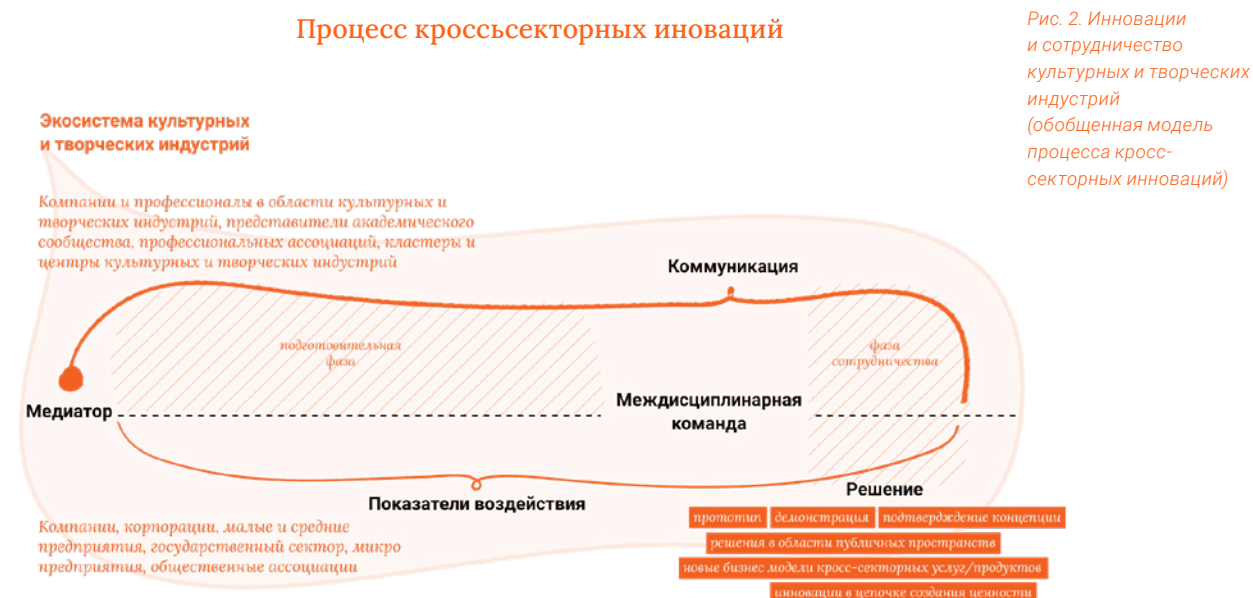 Процесс кроссьсекторных иноваций
Рис. 2. Инновации
и сотрудничество
культурных и творческих
индустрий
(обобщенная модель
процесса кросс-
секторных инноваций)
Экосистема культурных
и творческих индустрий
Компании и профессионалы в области культурных и
творческих индустрий, представители академического
сообщества, профессиональных ассоциаций, кластеры и
центры культурных и творческих индустрий
Коммуникация
подготовительная
фаза
фаза
сотрудничества
Медиатор
Междисциплинарная
команда
Показатели воздействия
Решение
Компании, корпорации, малые и средние
предприятия, государственный сектор, микро
предприятия, общественные ассоциации
прототип демонстрация подтверждение концепции
решения в области публичных пространств
новые бизнес модели кросс-секторных услуг/продуктов
инновации в цепочке создания ценности